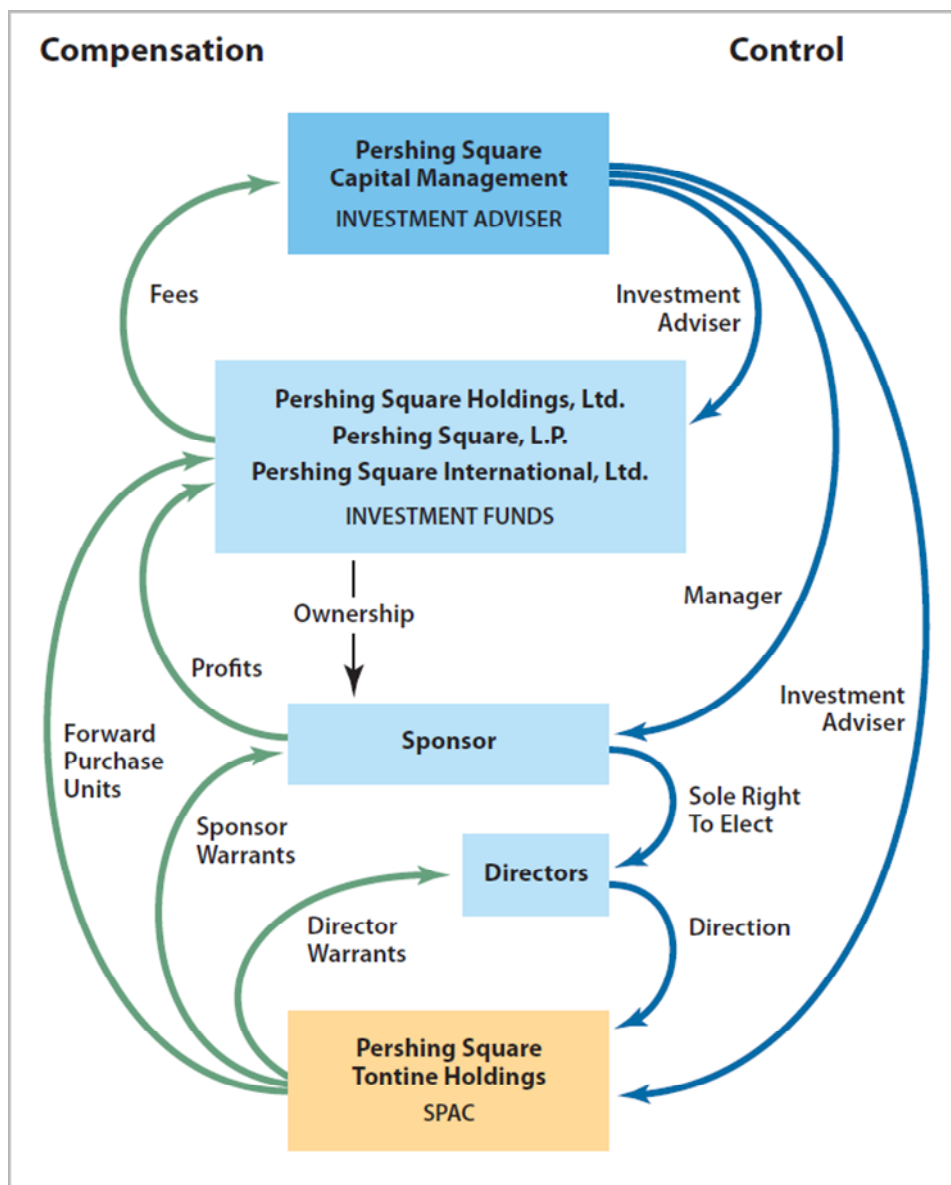 Compensation
Control
Pershing Square
Capital Management
INVESTMENT ADVISER
Fees
Investment
Adviser
Pershing Square Holdings, Ltd.
Pershing Square, L.P.
Pershing Square International, Ltd.
INVESTMENT FUNDS
Ownership
Manager
Profits
Investment
Adviser
Sponsor
Forward
Purchase
Units
Sole Right
To Elect
Sponsor
Warrants
Directors
Director
Warrants
Direction
Pershing Square
Tontine Holdings
SPAC